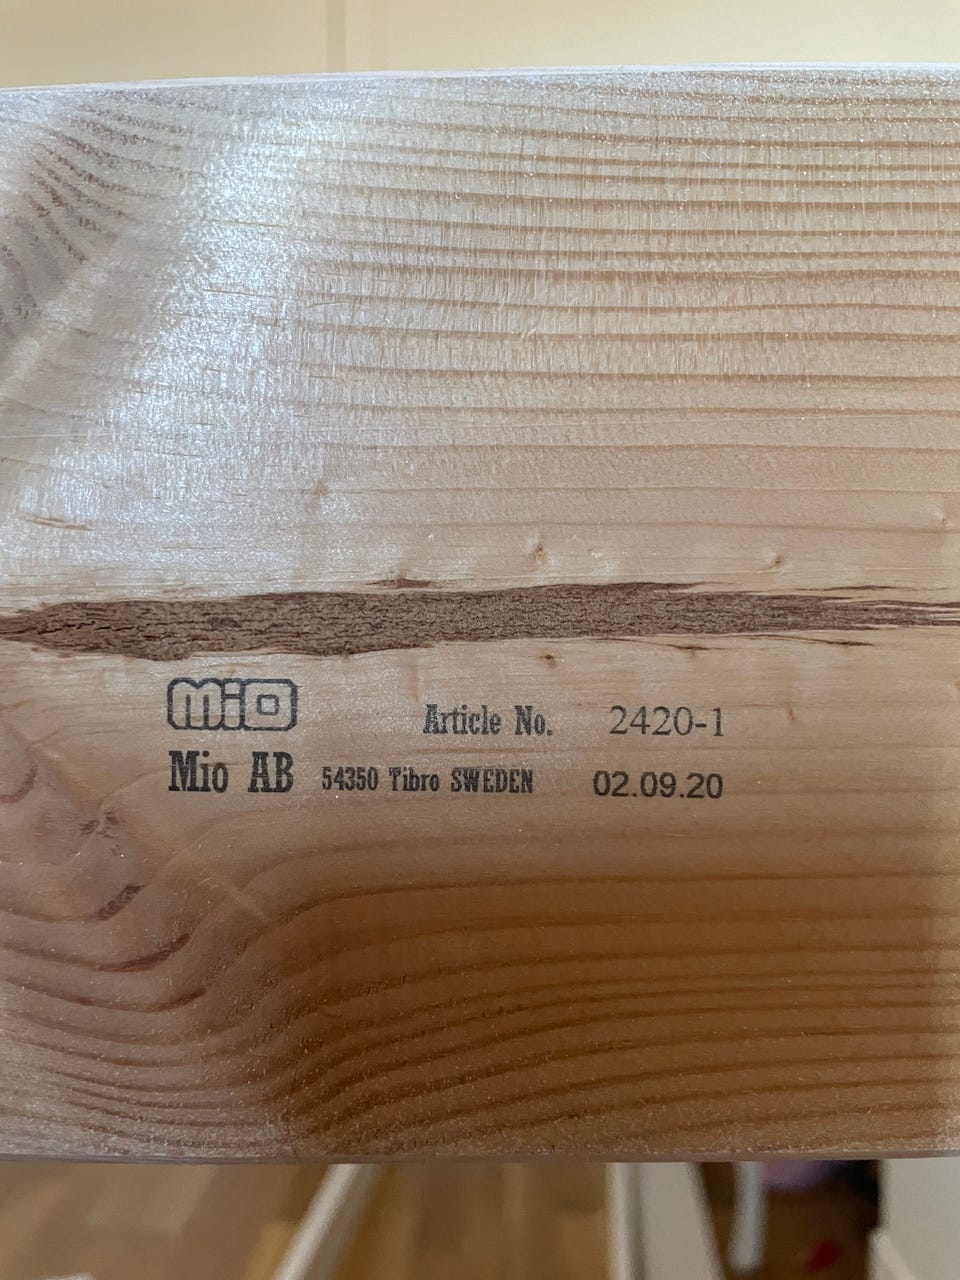 mio
Article No. 2420-1
Mio AB 54350 Tibro SWEDEN 02.09.20